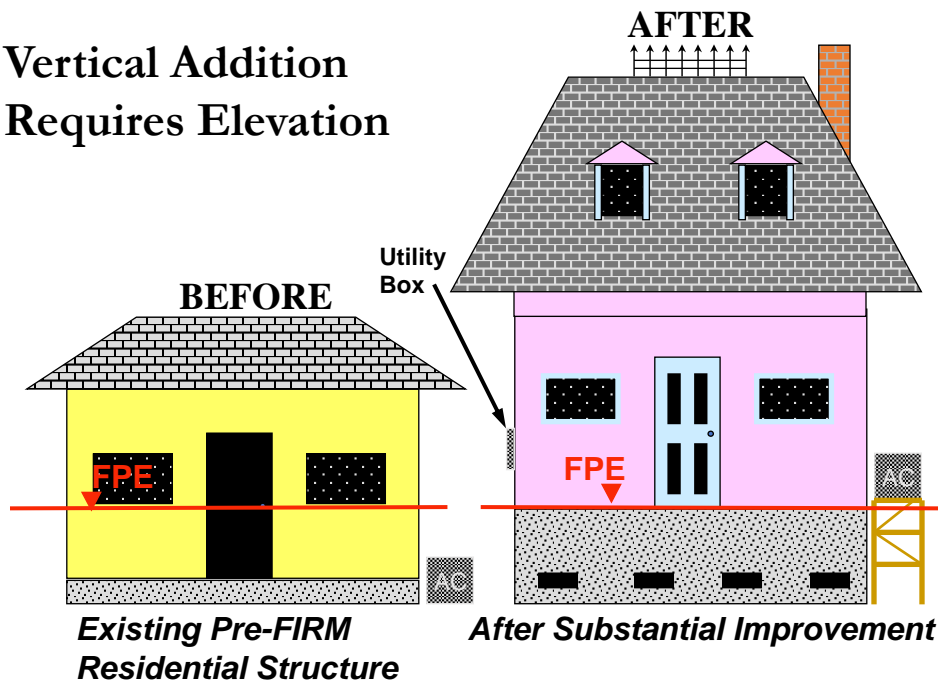 Vertical Addition
Requires Elevation
AFTER
Utility
Box
BEFORE
FPE
AC
FPE
AC
Existing Pre-FIRM
Residential Structure
After Substantial Improvement